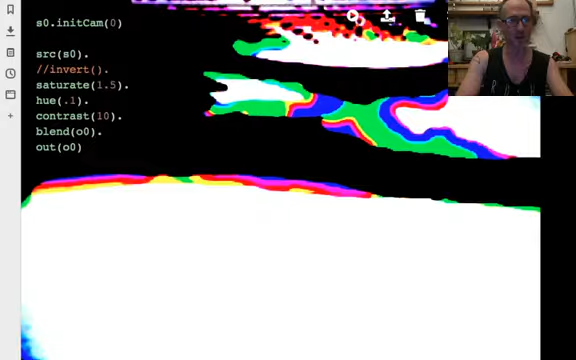 s0.initCam(0)
src(s0).
//invert().
saturate(1.5).
hue(.1).
contrast(10).
blend(o0).
out(o0)